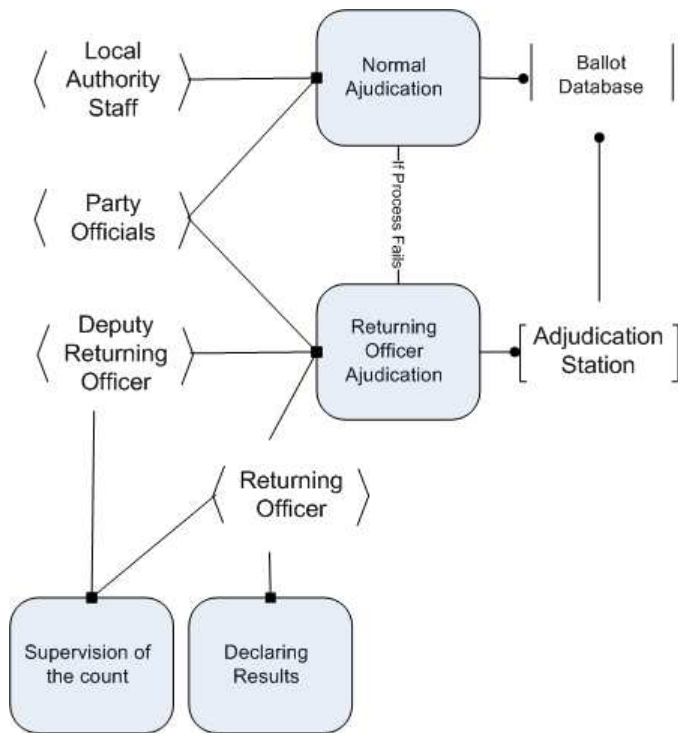 Local
Authority
Staff
Normal
Ajudication
Ballot
Database
If Process Fails
Party
Officials
Deputy
Returning
Officer
Returning
Officer
Ajudication
Adjudication
Station
Returning
Officer
Supervision of
the count
Declaring
Results